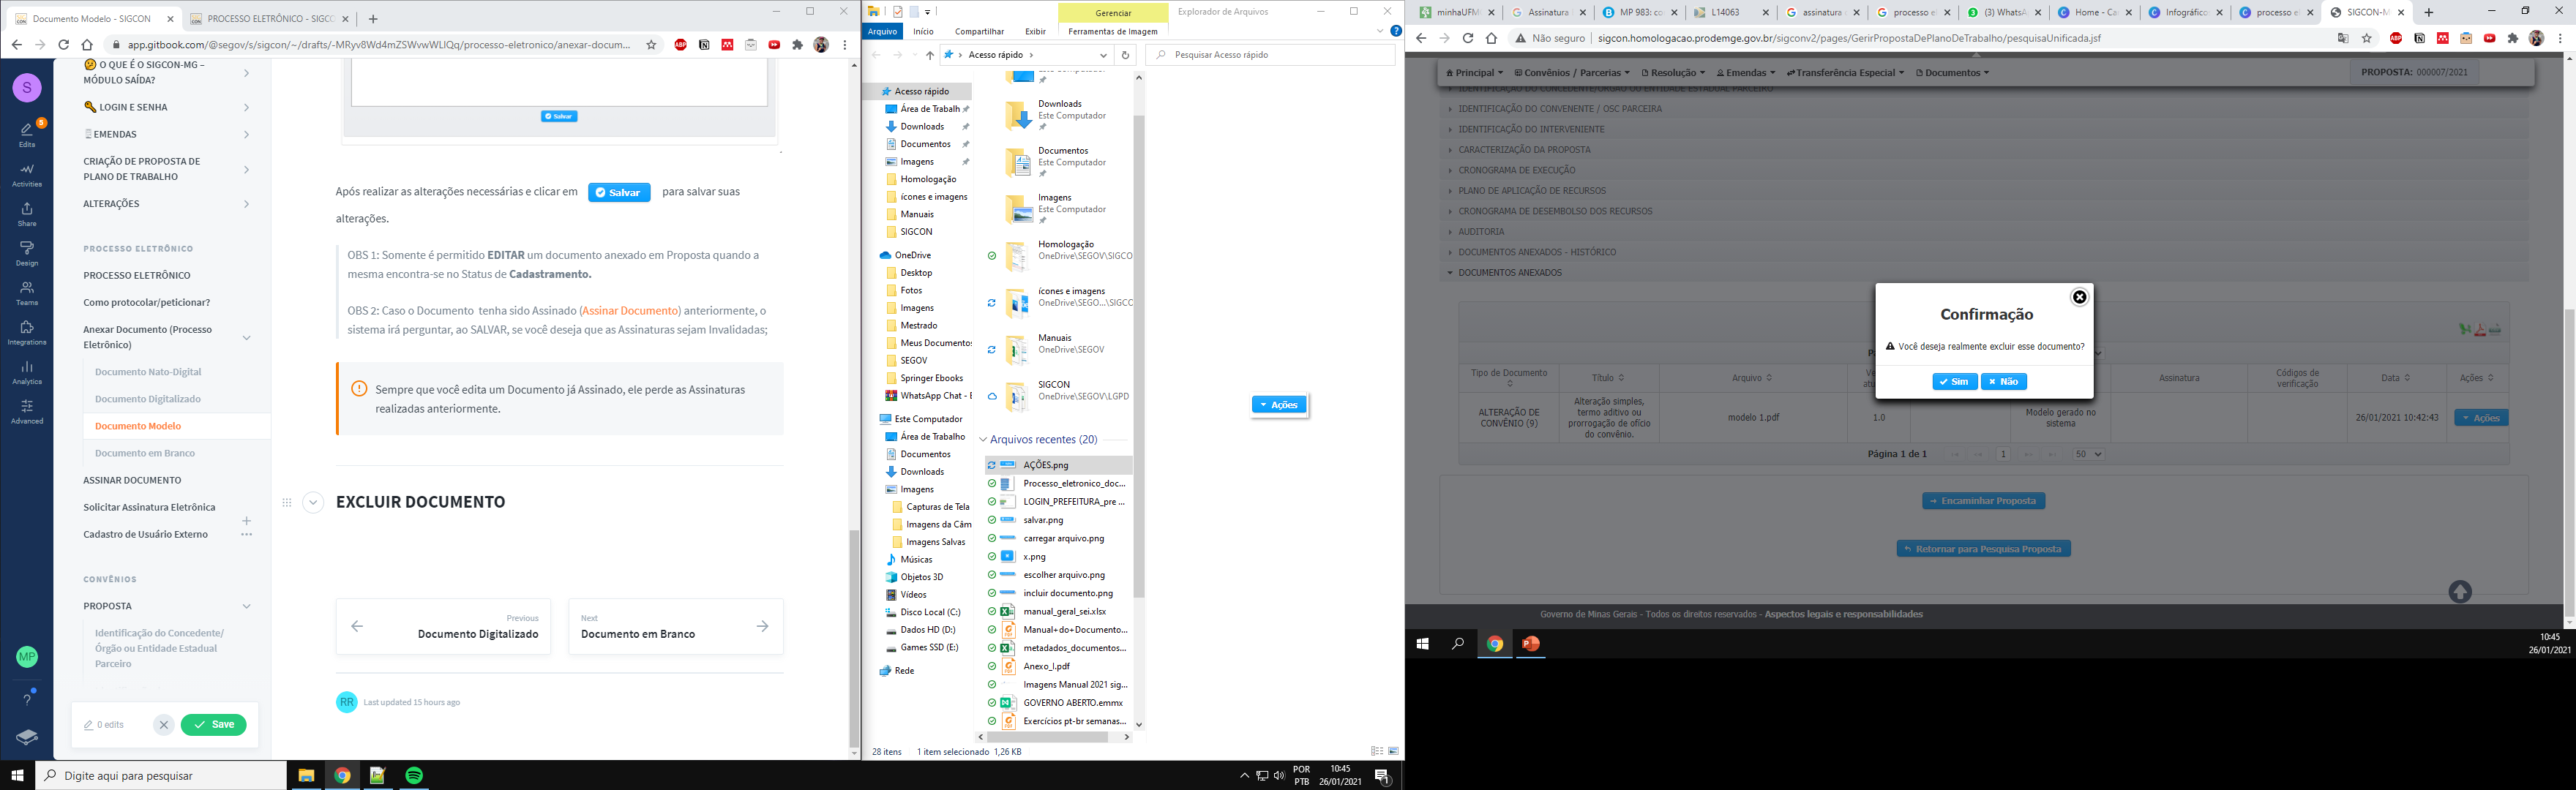 Documento Modelo - SIGCON
PROCESSO ELETRÔNICO - SIGCO
app.gitbook.com/@segov/s/sigcon/~/drafts/-MRyv8Wd4mZSWvwWLIQq/processo-eletronico/anexar-docum...
S
O QUE É O SIGCON-MG –
MÓDULO SAÍDA?
LOGIN E SENHA
EMENDAS
CRIAÇÃO DE PROPOSTA DE
PLANO DE TRABALHO
ALTERAÇÕES
PROCESSO ELETRÔNICO
PROCESSO ELETRÔNICO
Como protocolar/peticionar?
Anexar Documento (Processo
Eletrônico)
Documento Nato-Digital
Documento Digitalizado
Documento Modelo
Documento em Branco
ASSINAR DOCUMENTO
Solicitar Assinatura Eletrônica
Cadastro de Usuário Externo
CONVÊNIOS
PROPOSTA
Identificação do Concedente/
Órgão ou Entidade Estadual
Parceiro
5
Edits
Activities
Share
Design
Teams
Integrations
Analytics
Advanced
MP
?
0 edits
Save
Salvar
Após realizar as alterações necessárias e clicar em Salvar para salvar suas
alterações.
OBS 1: Somente é permitido EDITAR um documento anexado em Proposta quando a
mesma encontra-se no Status de Cadastramento.
OBS 2: Caso o Documento tenha sido Assinado (Assinar Documento) anteriormente, o
sistema irá perguntar, ao SALVAR, se você deseja que as Assinaturas sejam Invalidadas;
Sempre que você edita um Documento já Assinado, ele perde as Assinaturas
realizadas anteriormente.
EXCLUIR DOCUMENTO
Previous
Documento Digitalizado
Next
Documento em Branco
RR
Last updated 15 hours ago
Digite aqui para pesquisar
Gerenciar
Explorador de Arquivos
Arquivo
Início
Compartilhar
Exibir
Ferramentas de Imagem
Acesso rápido
Pesquisar Acesso rápido
Acesso rápido
Área de Trabalh
Downloads
Documentos
Imagens
Homologação
ícones e imagens
Manuais
SIGCON
OneDrive
Desktop
Fotos
Imagens
Mestrado
Meus Documentos
SEGOV
Springer Ebooks
WhatsApp Chat - E
Este Computador
Área de Trabalho
Documentos
Downloads
Imagens
Capturas de Tela
Imagens da Câm
Imagens Salvas
Músicas
Objetos 3D
Vídeos
Disco Local (C:)
Dados HD (D:)
Games SSD (E:)
Rede
Este Computador
Downloads
Este Computador
Documentos
Este Computador
Imagens
Este Computador
Homologação
OneDrive\SEGOV\SIGCO
ícones e imagens
OneDrive\SEGO...\SIGCO
Manuais
OneDrive\SEGOV
SIGCON
OneDrive\SEGOV\LGPD
Arquivos recentes (20)
AÇÕES.png
Processo_eletronico_doc...
LOGIN_PREFEITURA_pre ...
salvar.png
carregar arquivo.png
x.png
escolher arquivo.png
incluir documento.png
manual_geral_sei.xlsx
Manual+do+Documento...
metadados_documentos...
Anexo_I.pdf
Imagens Manual 2021 sig...
GOVERNO ABERTO.emmx
Exercícios pt-br semanas...
Ações
28 itens
1 item selecionado 1,26 KB
POR
PTB
10:45
26/01/2021
1
minhaUFM
Assinatura
MP 983: co
L14063
assinatura c
processo el
(3) WhatsA
Home - Ca
Infográfico
processo el
SIGCON-M
Não seguro
sigcon.homologacao.prodemge.gov.br/sigconv2/pages/GerirPropostaDePlanoDeTrabalho/pesquisaUnificada.jsf
Principal
Convênios / Parcerias
Resolução
Emendas
Transferência Especial
Documentos
PROPOSTA: 000007/2021
IDENTIFICAÇÃO DO CONCEDENTE/ÓRGÃO OU ENTIDADE ESTADUAL PARCEIRO
IDENTIFICAÇÃO DO CONVENENTE / OSC PARCEIRA
IDENTIFICAÇÃO DO INTERVENIENTE
CARACTERIZAÇÃO DA PROPOSTA
CRONOGRAMA DE EXECUÇÃO
PLANO DE APLICAÇÃO DE RECURSOS
CRONOGRAMA DE DESEMBOLSO DOS RECURSOS
AUDITORIA
DOCUMENTOS ANEXADOS - HISTÓRICO
DOCUMENTOS ANEXADOS
Confirmação
Você deseja realmente excluir esse documento?
Sim
Não
Tipo de Documento
Título
Arquivo
Assinatura
Códigos de
verificação
Data
Ações
ALTERAÇÃO DE
CONVÊNIO (9)
Alteração simples,
termo aditivo ou
prorrogação de ofício
do convênio.
modelo 1.pdf
1.0
Modelo gerado no
sistema
26/01/2021 10:42:43
Ações
Página 1 de 1
1
50
Encaminhar Proposta
Retornar para Pesquisa Proposta
Governo de Minas Gerais - Todos os direitos reservados - Aspectos legais e responsabilidades
10:45
26/01/2021